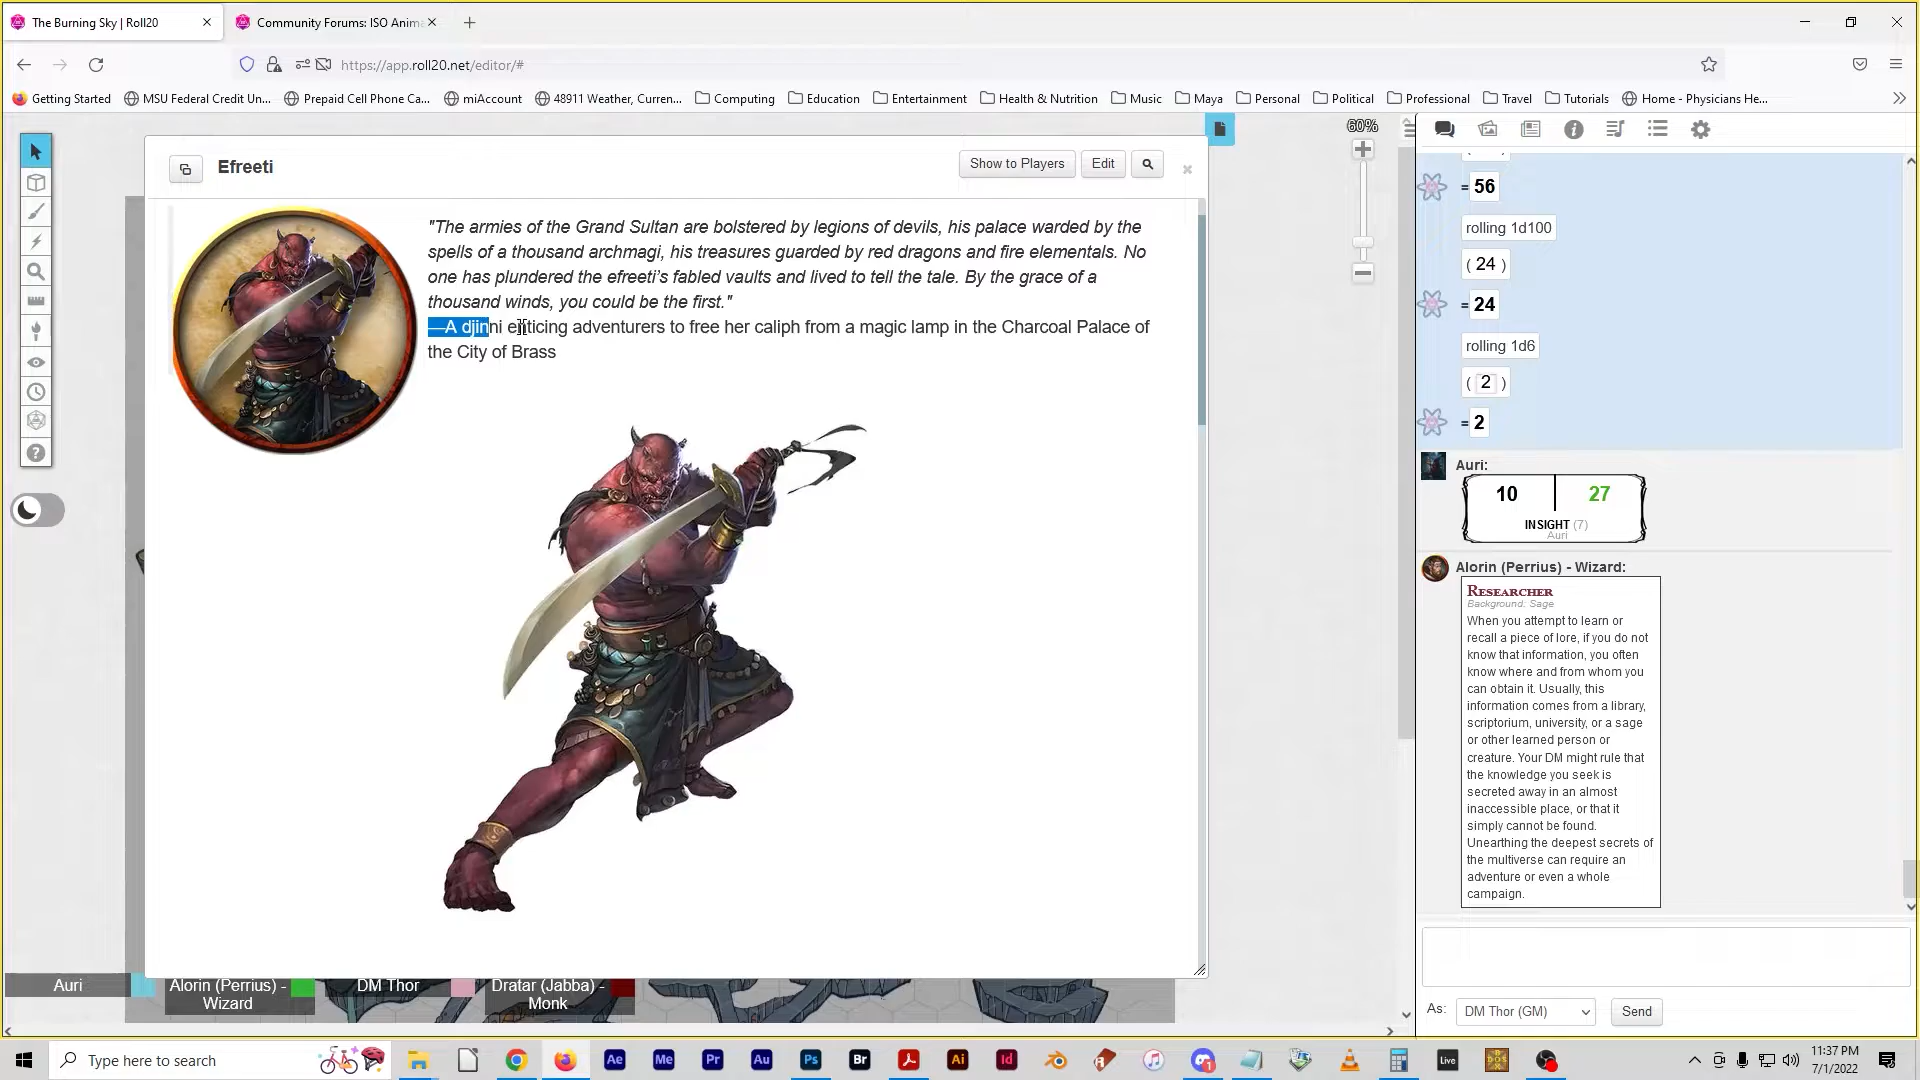 The Burning Sky | Roll20
Community Forums: ISO Anima
https://app.roll20.net/editor/#
Getting Started
MSU Federal Credit Un...
Prepaid Cell Phone Ca...
miAccount
48911 Weather, Curren...
Computing
Education
Entertainment
Health & Nutrition
Music
Maya
Personal
Political
Professional
Travel
Tutorials
Home - Physicians He...
Efreeti
Show to Players
Edit
60%
"The armies of the Grand Sultan are bolstered by legions of devils, his palace warded by the
spells of a thousand archmagi, his treasures guarded by red dragons and fire elementals. No
one has plundered the efreeti's fabled vaults and lived to tell the tale. By the grace of a
thousand winds, you could be the first."
—A djinni enticing adventurers to free her caliph from a magic lamp in the Charcoal Palace of
the City of Brass
= 56
rolling 1d100
( 24 )
= 24
rolling 1d6
( 2 )
= 2
Auri:
10 27
INSIGHT (7)
Auri
Alorin (Perrius) - Wizard:
Researcher
Background: Sage
When you attempt to learn or
recall a piece of lore, if you do not
know that information, you often
know where and from whom you
can obtain it. Usually, this
information comes from a library,
scriptorium, university, or a sage
or other learned person or
creature. Your DM might rule that
the knowledge you seek is
secreted away in an almost
inaccessible place, or that it
simply cannot be found.
Unearthing the deepest secrets of
the multiverse can require an
adventure or even a whole
campaign.
Auri
Alorin (Perrius) -
Wizard
DM Thor
Dratar (Jabba) -
Monk
As:
DM Thor (GM)
Send
Type here to search
Ae
Me
Pr
Au
Ps
Br
Ai
Id
1
Live
DOS
11:37 PM
7/1/2022